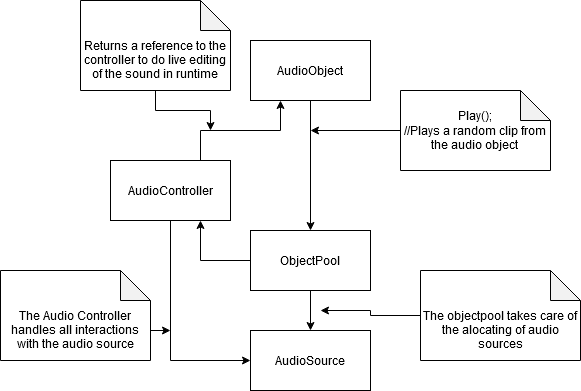 Returns a reference to the
controller to do live editing
of the sound in runtime
AudioObject
Play();
//Plays a random clip from
the audio object
AudioController
ObjectPool
The Audio Controller
handles all interactions
with the audio source
The objectpool takes care of
the alocating of audio
sources
AudioSource